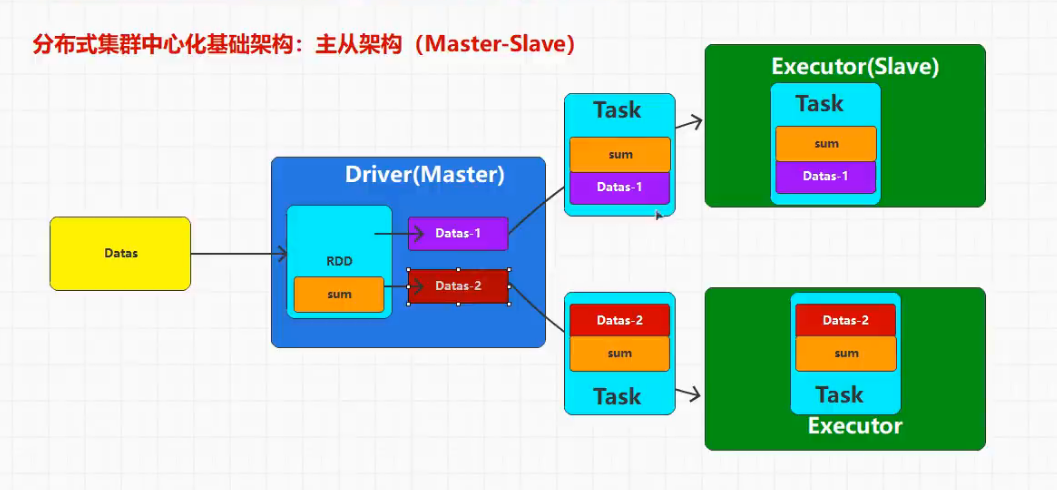 分布式集群中心化基础架构：主从架构（Master-Slave）
Datas
Driver(Master)
RDD
sum
Datas-1
Datas-2
Task
sum
Datas-1
Datas-2
sum
Task
Executor(Slave)
Task
sum
Datas-1
Datas-2
sum
Task
Executor